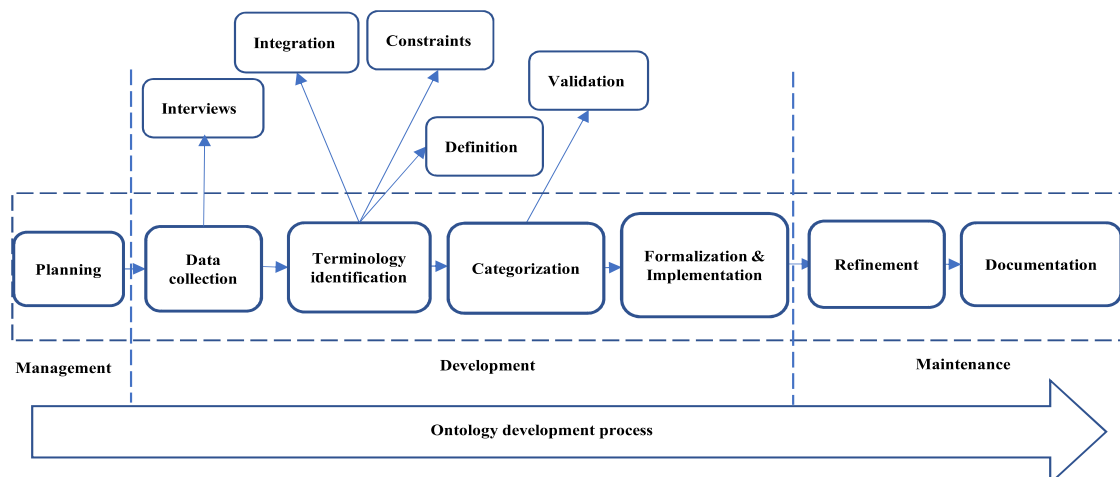 Integration
Constraints
Validation
Interviews
Definition
Planning
Data
collection
Terminology
identification
Categorization
Formalization &
Implementation
Refinement
Documentation
Management
Development
Maintenance
Ontology development process